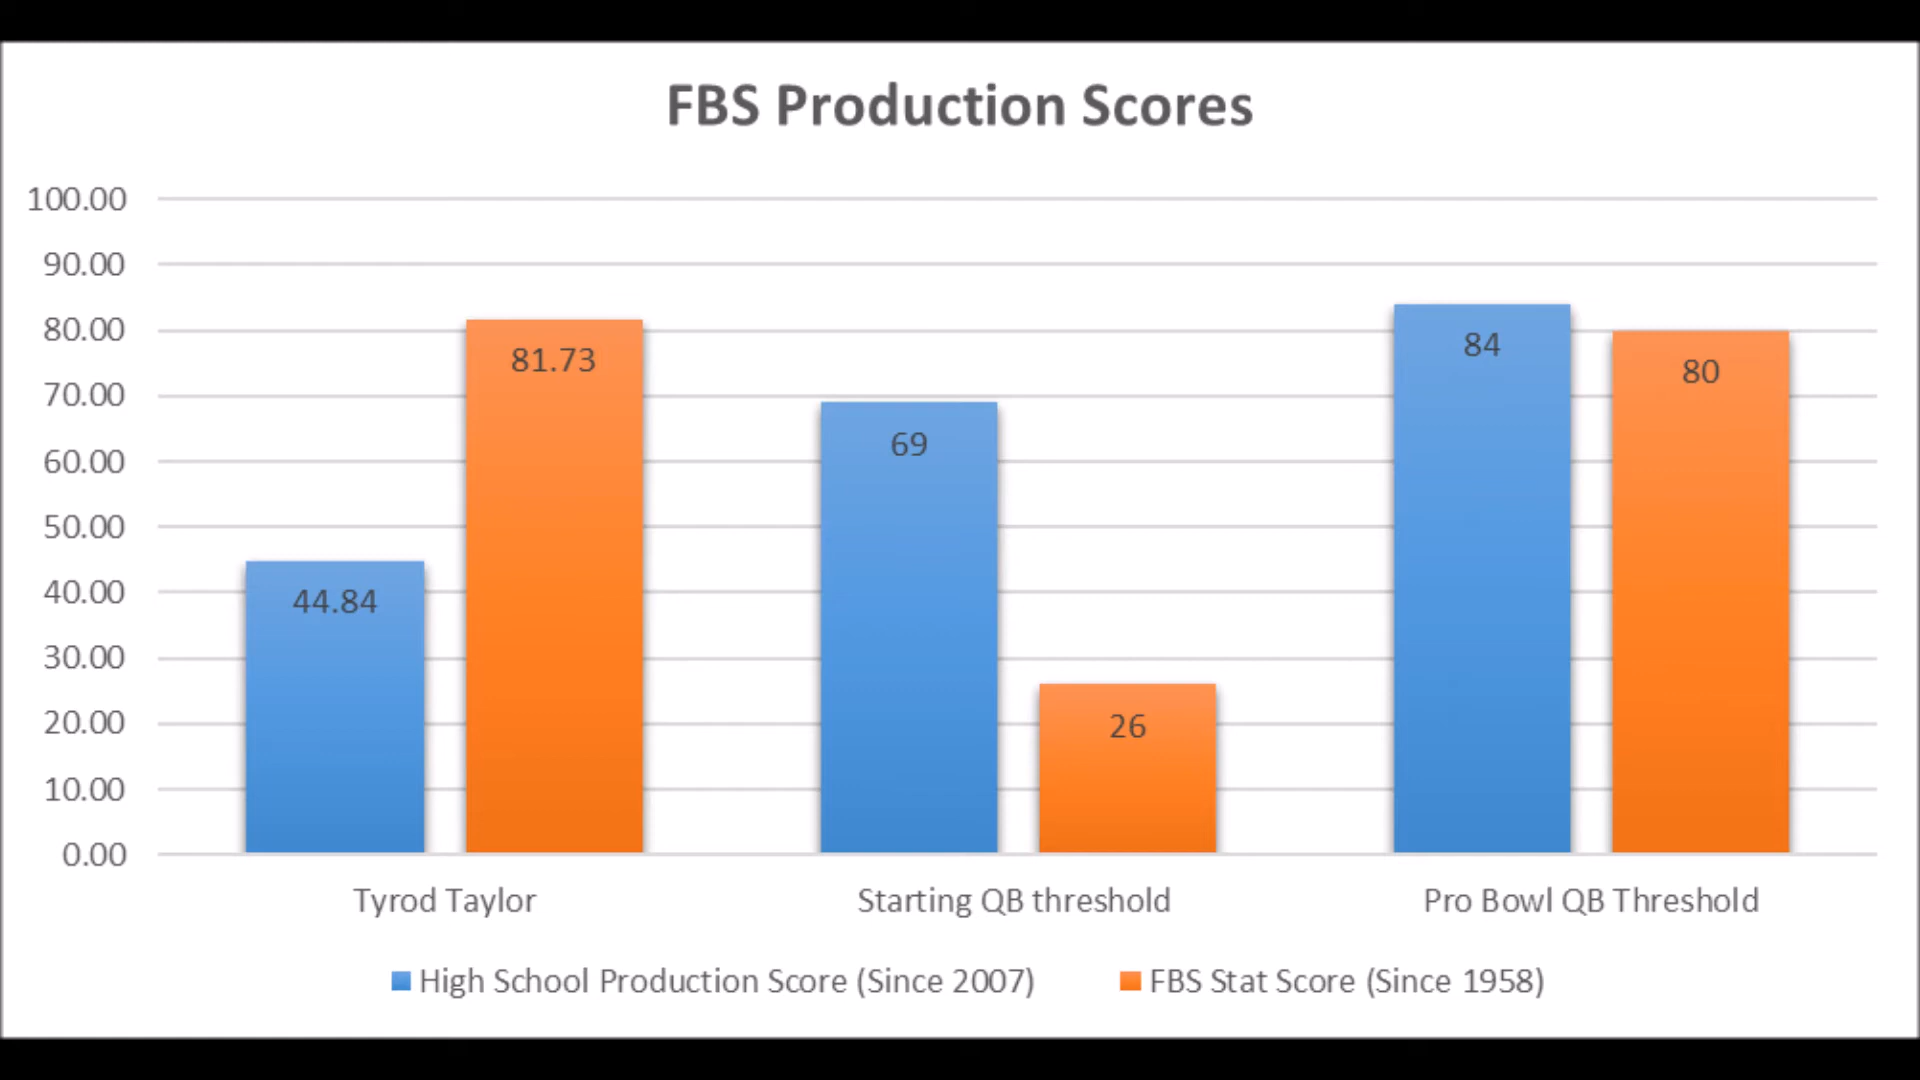 FBS Production Scores
100.00
90.00
80.00
70.00
60.00
50.00
40.00
30.00
20.00
10.00
0.00
44.84
81.73
69
26
84
80
Tyrod Taylor
Starting QB threshold
Pro Bowl QB Threshold
High School Production Score (Since 2007)
FBS Stat Score (Since 1958)